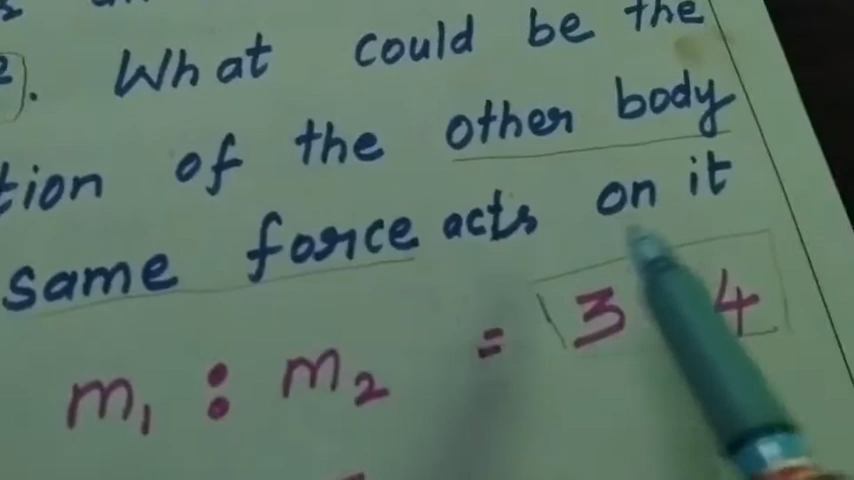 . What could be the
tion of the other body
same force acts on it
m₁ : m₂ = 3 4